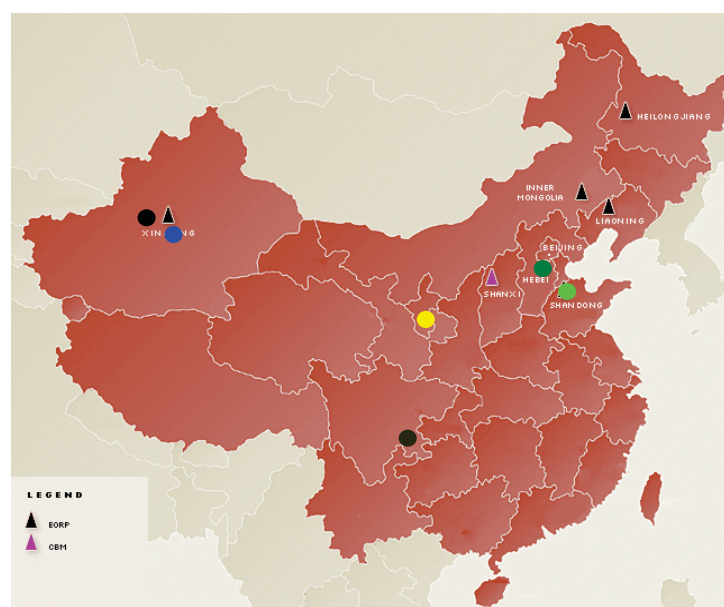 HEILONGJIANG
INNER
MONGOLIA
LIAONING
BEIJING
HEBEI
SHANXI
SHANDONG
LEGEND
EORP
CBM